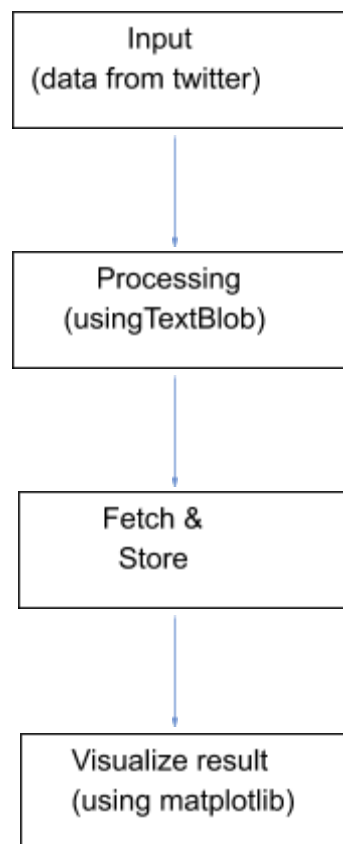 Input
(data from twitter)
Processing
(usingTextBlob)
Fetch &
Store
Visualize result
(using matplotlib)